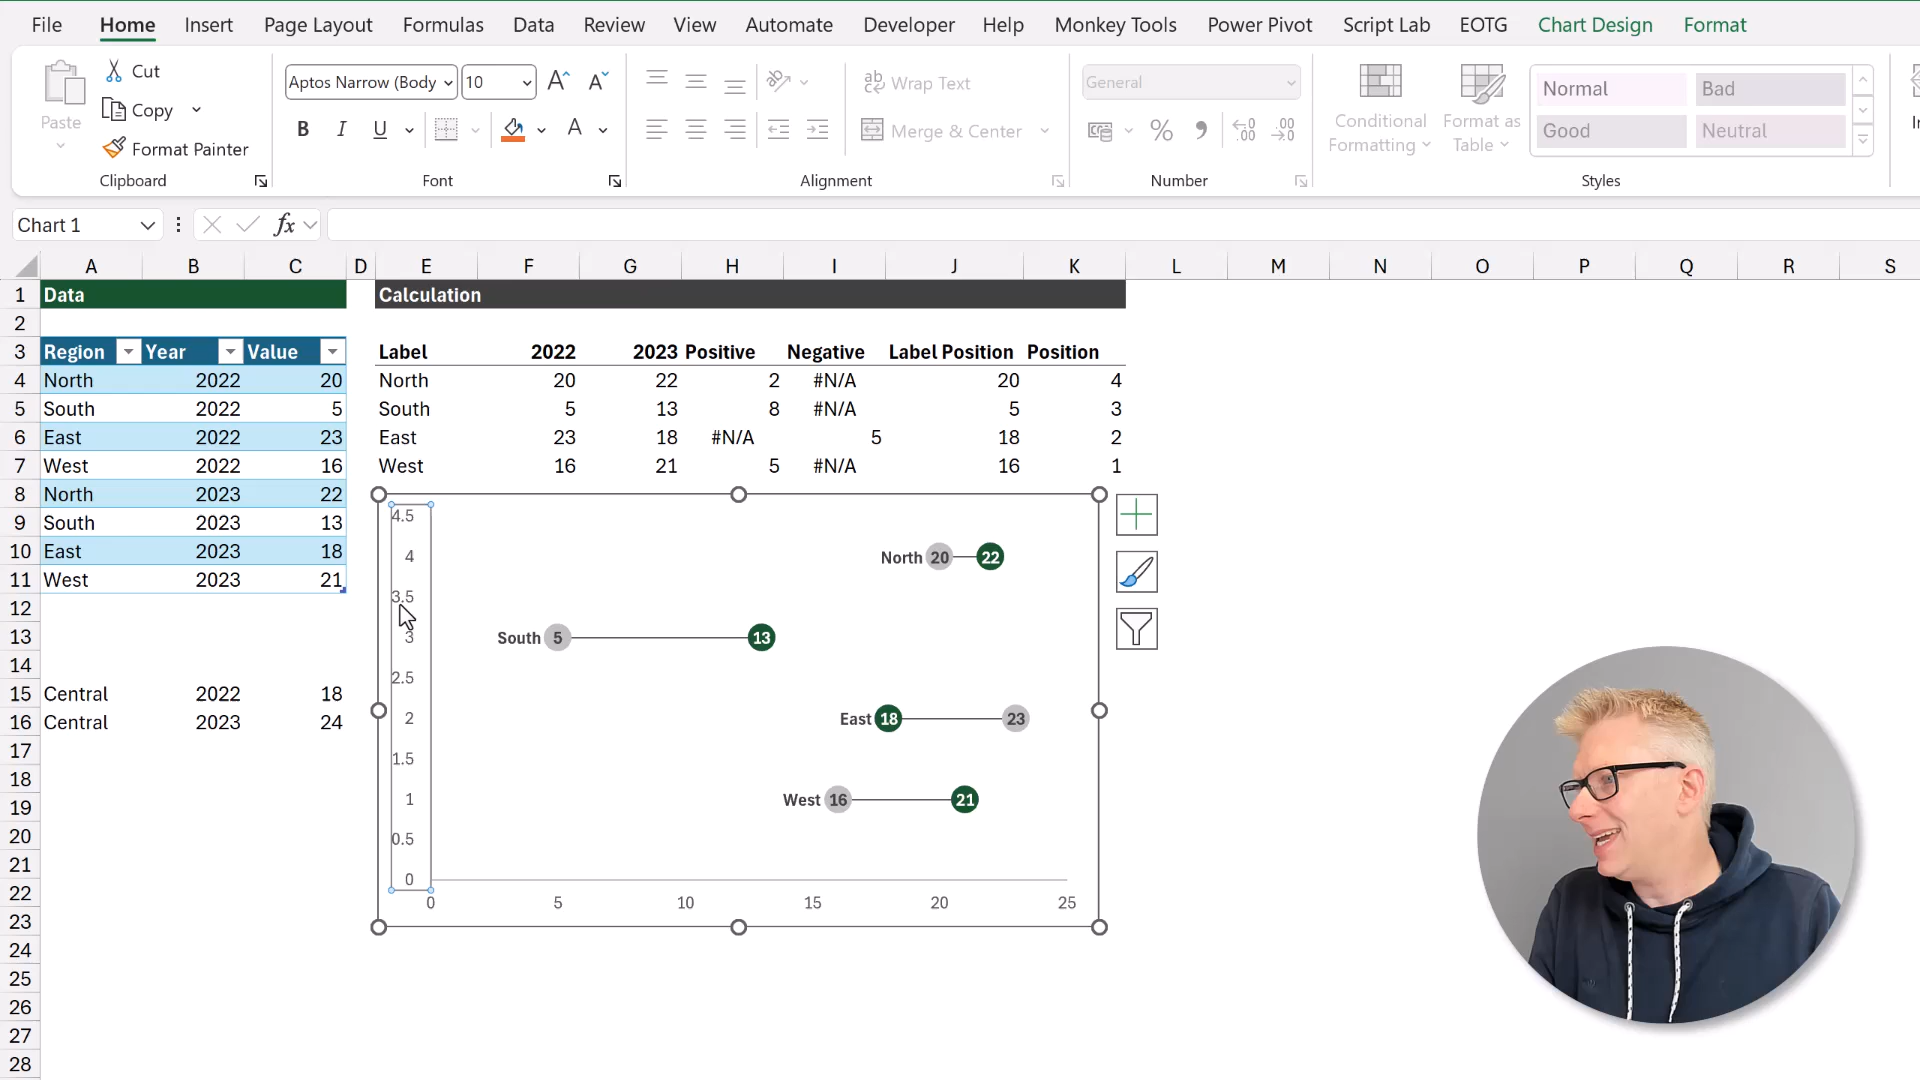 File Home Insert Page Layout Formulas Data Review View Automate Developer Help Monkey Tools Power Pivot Script Lab EOTG Chart Design Format
Paste
Cut
Copy
Format Painter
Clipboard
Aptos Narrow (Body 10
B I U
Font
ab
c
Wrap Text
Merge & Center
Alignment
General
Number
Conditional
Formatting
Format as
Table
Normal Bad
Good Neutral
Styles
Chart 1
fx
A B C D E F G H I J K L M N O P Q R S
1 Data Calculation
2
3 Region Year Value Label 2022 2023 Positive Negative Label Position Position
4 North 2022 20 North 20 22 2 #N/A 20 4
5 South 2022 5 South 5 13 8 #N/A 5 3
6 East 2022 23 East 23 18 #N/A 5 18 2
7 West 2022 16 West 16 21 5 #N/A 16 1
8 North 2023 22
9 South 2023 13
10 East 2023 18
11 West 2023 21
12
13
14
15 Central 2022 18
16 Central 2023 24
17
18
19
20
21
22
23
24
25
26
27
28
4.5
4 North 20 22
3.5
3 South 5 13
2.5
2 East 18 23
1.5
1 West 16 21
0.5
0
0 5 10 15 20 25